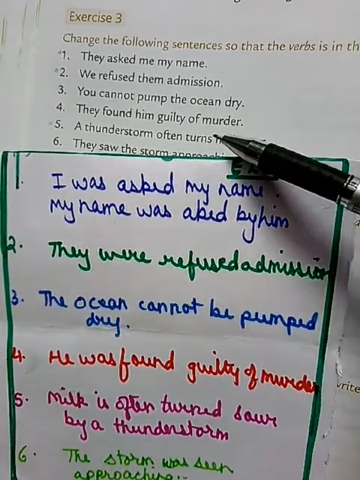 Exercise 3
Change the following sentences so that the verbs is in th
1. They asked me my name.
2. We refused them admission.
3. You cannot pump the ocean dry.
4. They found him guilty of murder.
5. A thunderstorm often turns
6. They saw the storm
1. I was asked my name
my name was aked by him
2. They were refused admission
3. The ocean cannot be pumped
dry.
4. He was found guilty of murder
5. Milk is often turned sour
by a thunderstorm
6. The storm was seen
approaching